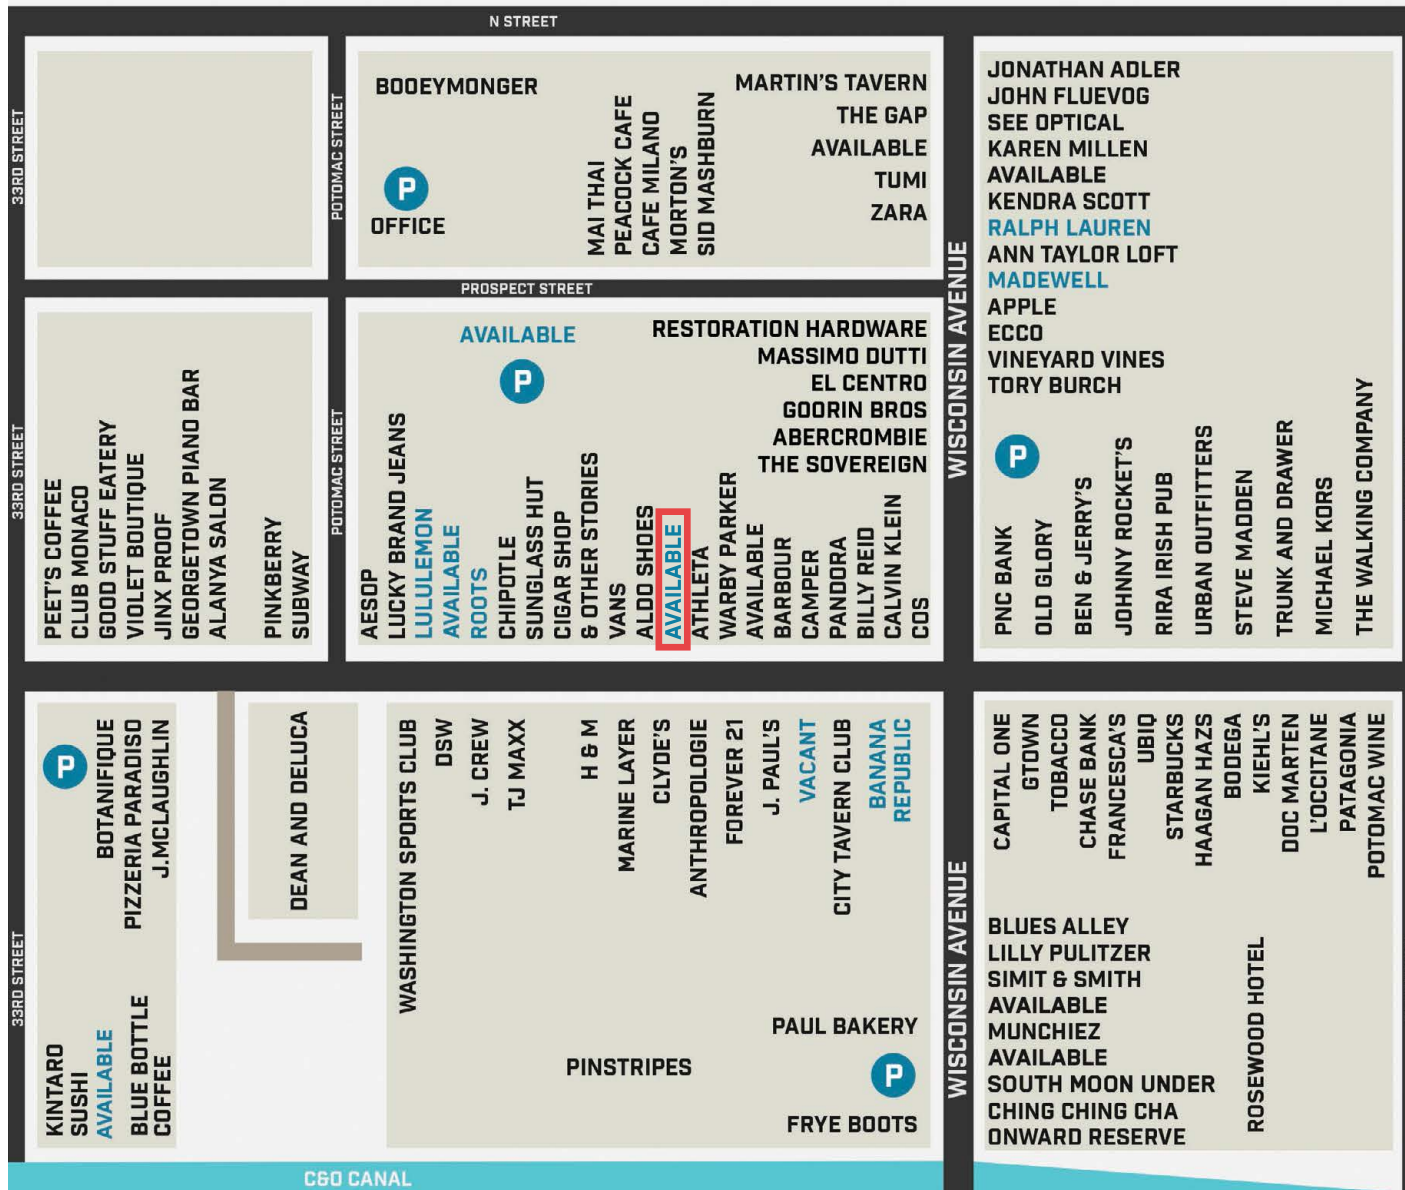 N STREET
33RD STREET
POTOMAC STREET
BOOEYMONGER
P
OFFICE
MAI THAI
PEACOCK CAFE
CAFE MILANO
MORTON'S
SID MASHBURN
MARTIN'S TAVERN
THE GAP
AVAILABLE
TUMI
ZARA
WISCONSIN AVENUE
JONATHAN ADLER
JOHN FLUEVOG
SEE OPTICAL
KAREN MILLEN
AVAILABLE
KENDRA SCOTT
RALPH LAUREN
ANN TAYLOR LOFT
MADEWELL
APPLE
ECCO
VINEYARD VINES
TORY BURCH
P
PNC BANK
OLD GLORY
BEN & JERRY'S
JOHNNY ROCKET'S
RIRA IRISH PUB
URBAN OUTFITTERS
STEVE MADDEN
TRUNK AND DRAWER
MICHAEL KORS
THE WALKING COMPANY
PROSPECT STREET
33RD STREET
PEET'S COFFEE
CLUB MONACO
GOOD STUFF EATERY
VIOLET BOUTIQUE
JINX PROOF
GEORGETOWN PIANO BAR
ALANYA SALON
PINKBERRY
SUBWAY
POTOMAC STREET
AVAILABLE
P
RESTORATION HARDWARE
MASSIMO DUTTI
EL CENTRO
GOORIN BROS
ABERCROMBIE
THE SOVEREIGN
AESOP
LUCKY BRAND JEANS
LULULEMON
AVAILABLE
ROOTS
CHIPOTLE
SUNGLASS HUT
CIGAR SHOP
& OTHER STORIES
VANS
ALDO SHOES
AVAILABLE
ATHLETA
WARBY PARKER
AVAILABLE
BARBOUR
CAMPER
PANDORA
BILLY REID
CALVIN KLEIN
COS
33RD STREET
P
BOTANIFIQUE
PIZZERIA PARADISO
J.MCLAUGHLIN
KINTARO
SUSHI
AVAILABLE
BLUE BOTTLE
COFFEE
DEAN AND DELUCA
WASHINGTON SPORTS CLUB
DSW
J. CREW
TJ MAXX
H & M
MARINE LAYER
CLYDE'S
ANTHROPOLOGIE
FOREVER 21
J. PAUL'S
VACANT
CITY TAVERN CLUB
BANANA
REPUBLIC
PAUL BAKERY
PINSTRIPES
P
FRYE BOOTS
WISCONSIN AVENUE
CAPITAL ONE
GTOWN
TOBACCO
CHASE BANK
FRANCESCA'S
UBIQ
STARBUCKS
HAAGAN HAZS
BODEGA
KIEHL'S
DOC MARTEN
L'OCCITANE
PATAGONIA
POTOMAC WINE
BLUES ALLEY
LILLY PULITZER
SIMIT & SMITH
AVAILABLE
MUNCHIEZ
AVAILABLE
SOUTH MOON UNDER
CHING CHING CHA
ONWARD RESERVE
ROSEWOOD HOTEL
C&O CANAL